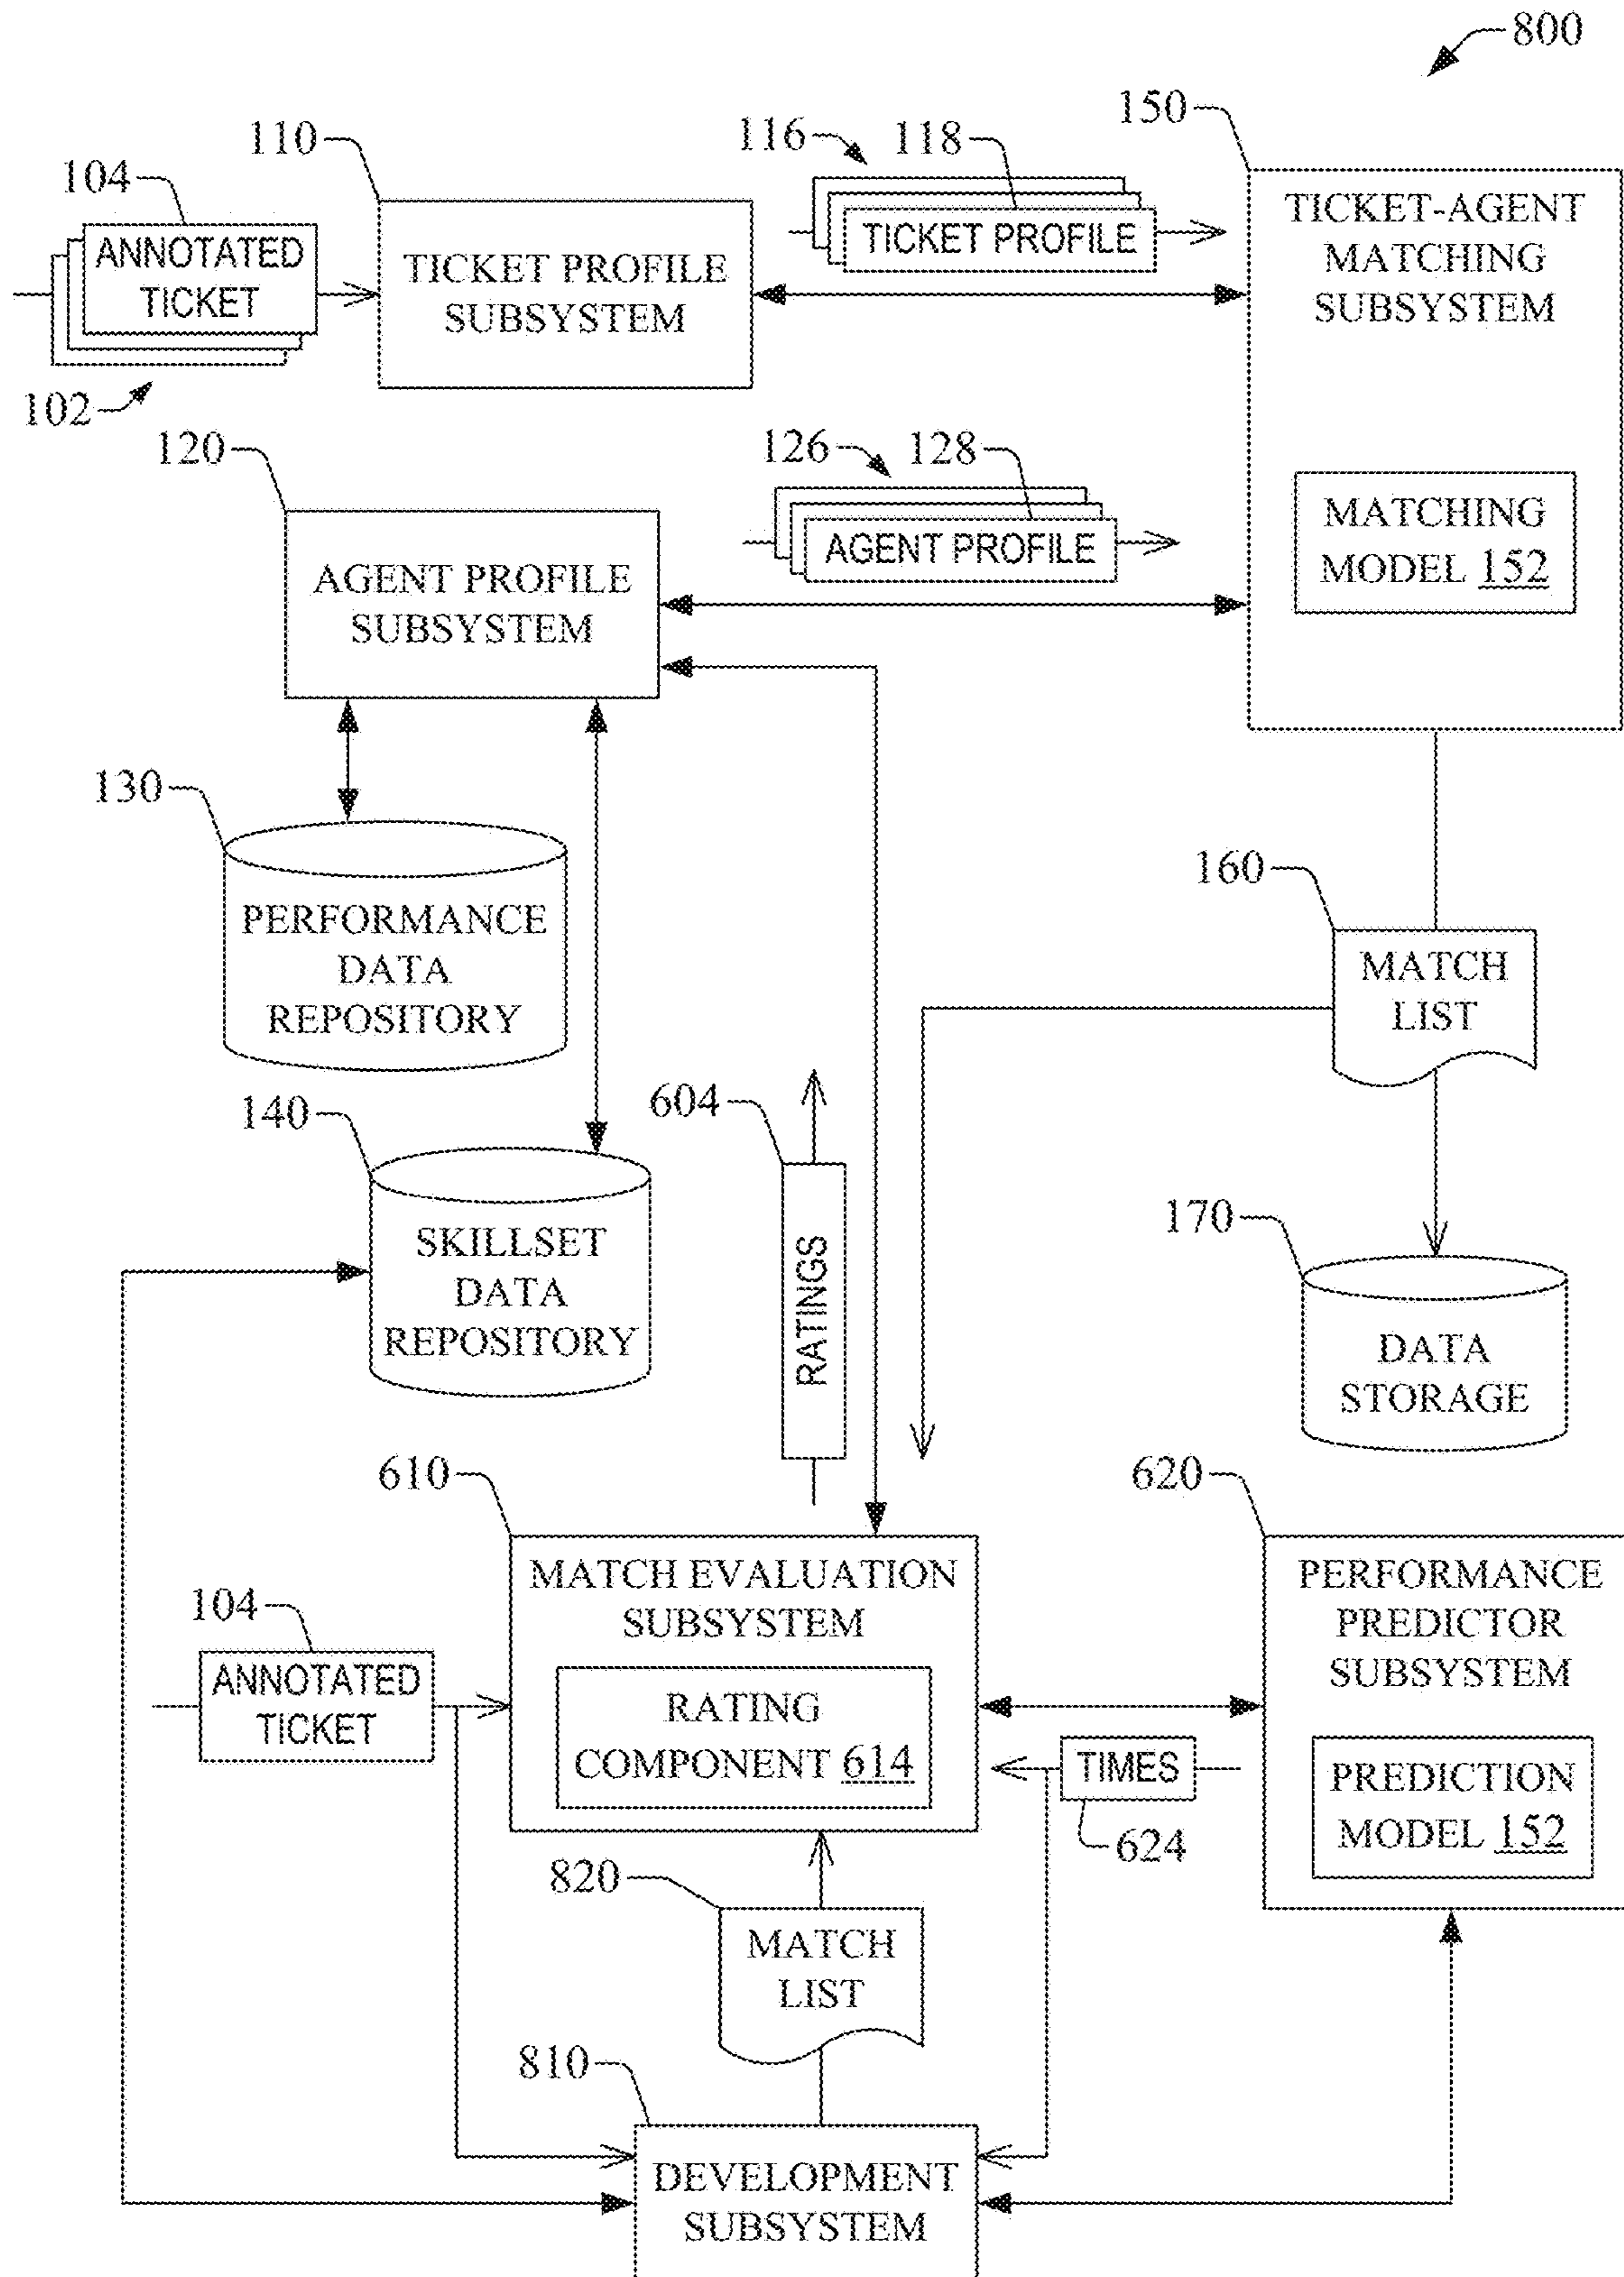 800
150
116
118
110
104
ANNOTATED
TICKET
TICKET PROFILE
SUBSYSTEM
TICKET PROFILE
TICKET-AGENT
MATCHING
SUBSYSTEM
102
120
126
128
AGENT PROFILE
SUBSYSTEM
AGENT PROFILE
MATCHING
MODEL 152
130
PERFORMANCE
DATA
REPOSITORY
160
MATCH
LIST
140
604
SKILLSET
DATA
REPOSITORY
RATINGS
170
DATA
STORAGE
610
620
MATCH EVALUATION
SUBSYSTEM
PERFORMANCE
PREDICTOR
SUBSYSTEM
104
ANNOTATED
TICKET
RATING
COMPONENT 614
TIMES
624
PREDICTION
MODEL 152
820
MATCH
LIST
810
DEVELOPMENT
SUBSYSTEM